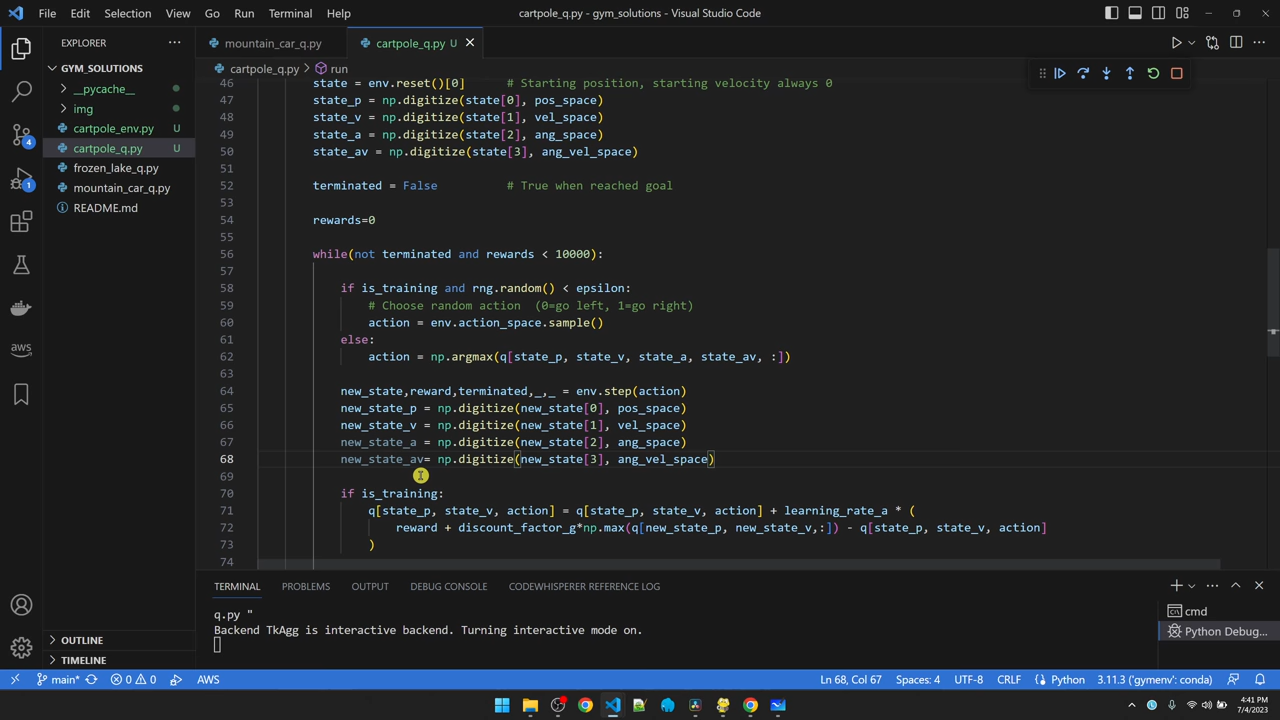 File Edit Selection View Go Run Terminal Help
cartpole_q.py - gym_solutions - Visual Studio Code
EXPLORER
GYM_SOLUTIONS
__pycache__
img
cartpole_env.py U
cartpole_q.py U
frozen_lake_q.py
mountain_car_q.py
README.md
OUTLINE
TIMELINE
4
1
aws
mountain_car_q.py
cartpole_q.py U
cartpole_q.py > run
46 state = env.reset()[0] # Starting position, starting velocity always 0
47 state_p = np.digitize(state[0], pos_space)
48 state_v = np.digitize(state[1], vel_space)
49 state_a = np.digitize(state[2], ang_space)
50 state_av = np.digitize(state[3], ang_vel_space)
51
52 terminated = False # True when reached goal
53
54 rewards=0
55
56 while(not terminated and rewards < 10000):
57
58 if is_training and rng.random() < epsilon:
59 # Choose random action (0=go left, 1=go right)
60 action = env.action_space.sample()
61 else:
62 action = np.argmax(q[state_p, state_v, state_a, state_av, :])
63
64 new_state,reward,terminated,_,_ = env.step(action)
65 new_state_p = np.digitize(new_state[0], pos_space)
66 new_state_v = np.digitize(new_state[1], vel_space)
67 new_state_a = np.digitize(new_state[2], ang_space)
68 new_state_av= np.digitize(new_state[3], ang_vel_space)
69
70 if is_training:
71 q[state_p, state_v, action] = q[state_p, state_v, action] + learning_rate_a * (
72 reward + discount_factor_g*np.max(q[new_state_p, new_state_v,:]) - q[state_p, state_v, action]
73 )
74
TERMINAL PROBLEMS OUTPUT DEBUG CONSOLE CODEWHISPERER REFERENCE LOG
q.py "
Backend TkAgg is interactive backend. Turning interactive mode on.
cmd
Python Debug...
main* 0 0 AWS
Ln 68, Col 67 Spaces: 4 UTF-8 CRLF Python 3.11.3 ('gymenv': conda)
4:41 PM
7/4/2023